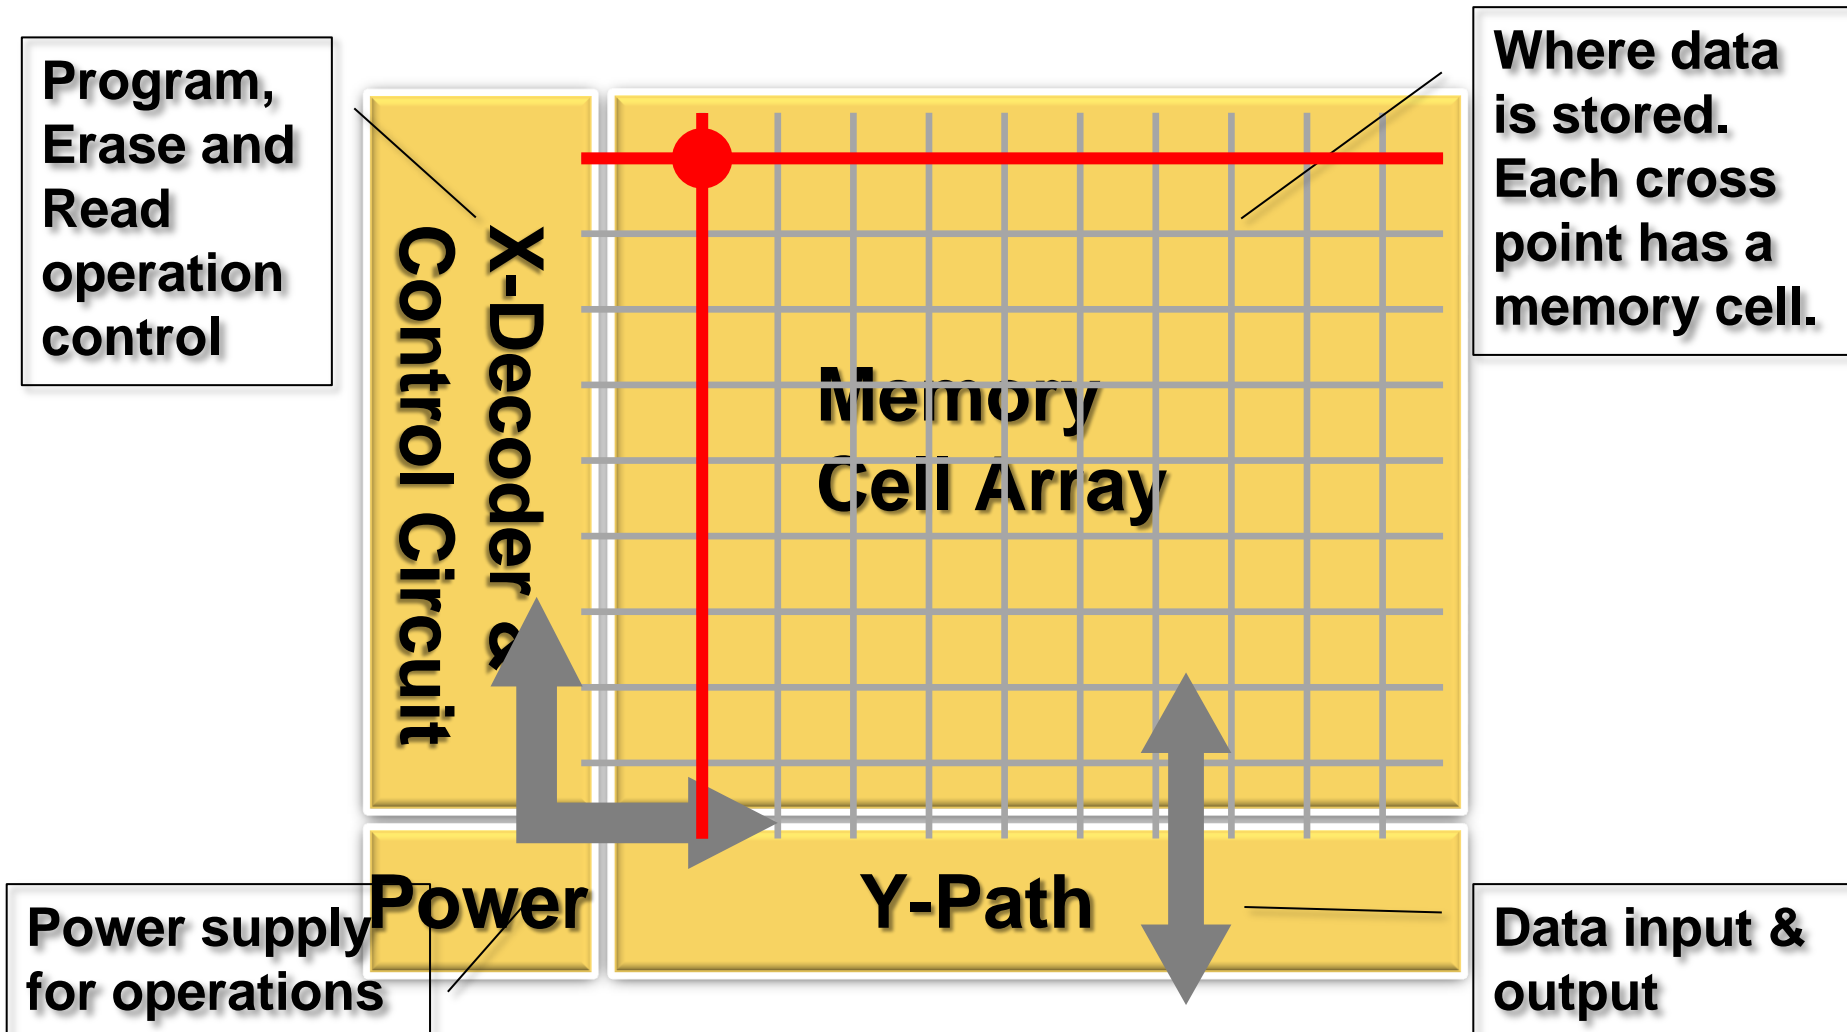 Program,
Erase and
Read
operation
control
X-Decoder &
Control Circuit
Where data
is stored.
Each cross
point has a
memory cell.
Memory
Cell Array
Power
Y-Path
Power supply
for operations
Data input &
output